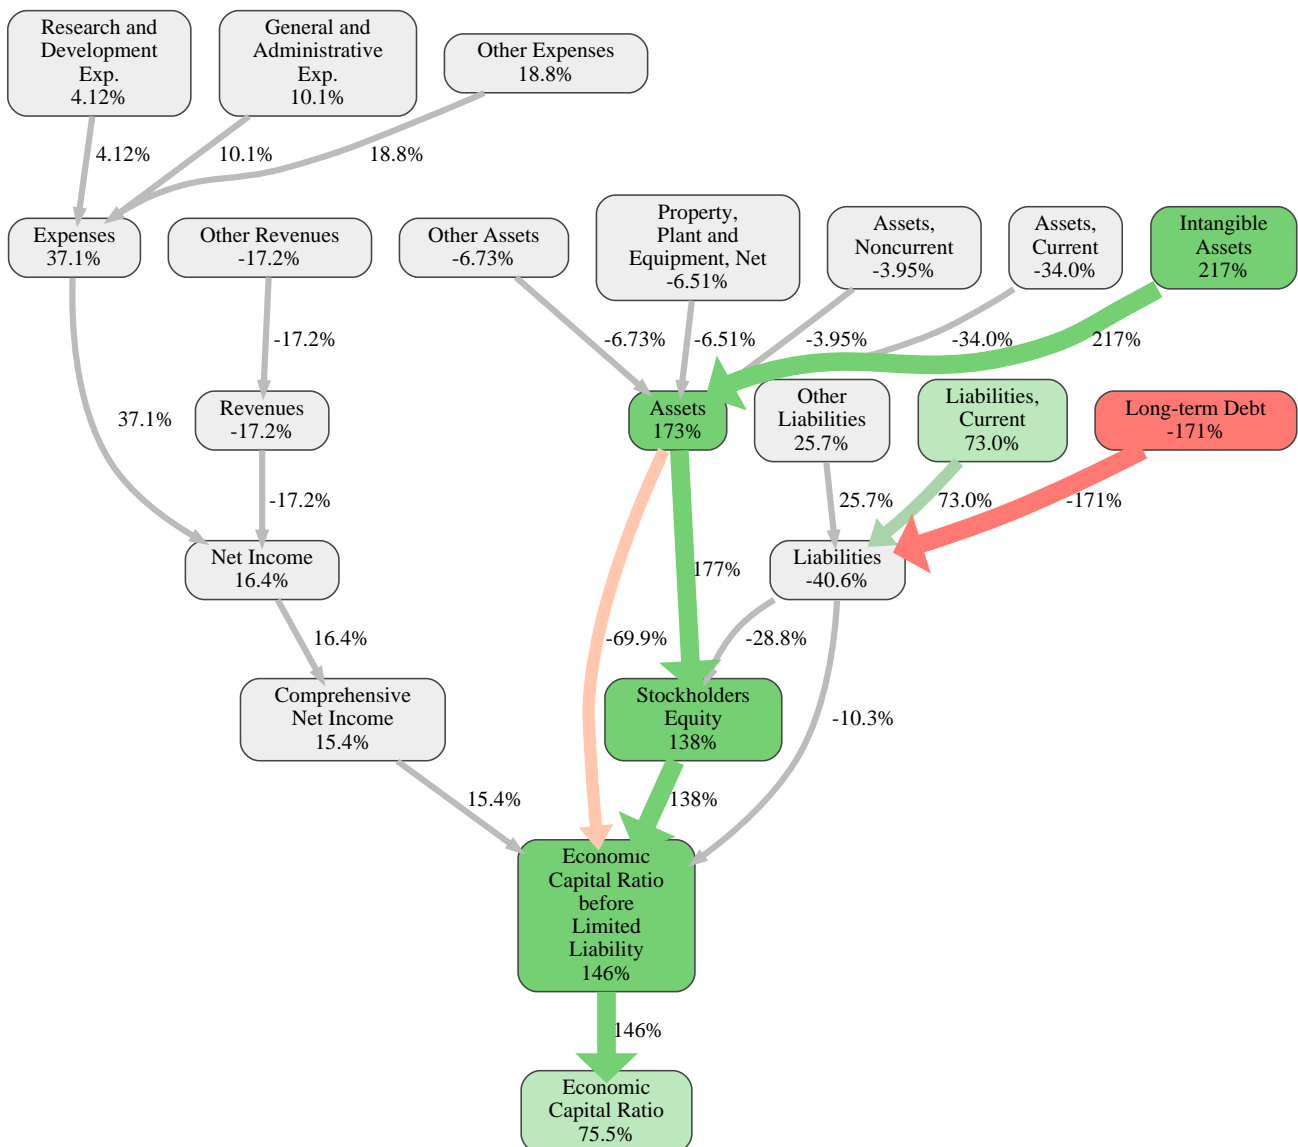 Research and
Development
Exp.
4.12%
General and
Administrative
Exp.
10.1%
Other Expenses
18.8%
4.12%
10.1%
18.8%
Expenses
37.1%
Other Revenues
-17.2%
Other Assets
-6.73%
Property,
Plant and
Equipment, Net
-6.51%
Assets,
Noncurrent
-3.95%
Assets,
Current
-34.0%
Intangible
Assets
217%
-17.2%
-6.73%
-6.51%
-3.95%
-34.0%
217%
37.1%
Revenues
-17.2%
Assets
173%
Other
Liabilities
25.7%
Liabilities,
Current
73.0%
Long-term Debt
-171%
-17.2%
25.7%
73.0%
-171%
Net Income
16.4%
177%
Liabilities
-40.6%
16.4%
-69.9%
-28.8%
Comprehensive
Net Income
15.4%
Stockholders
Equity
138%
-10.3%
15.4%
138%
Economic
Capital Ratio
before
Limited
Liability
146%
146%
Economic
Capital Ratio
75.5%